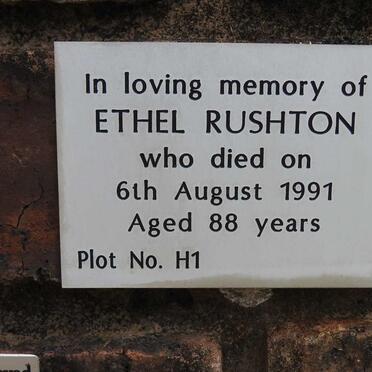 In loving memory of
ETHEL RUSHTON
who died on
6th August 1991
Aged 88 years
Plot No. H1